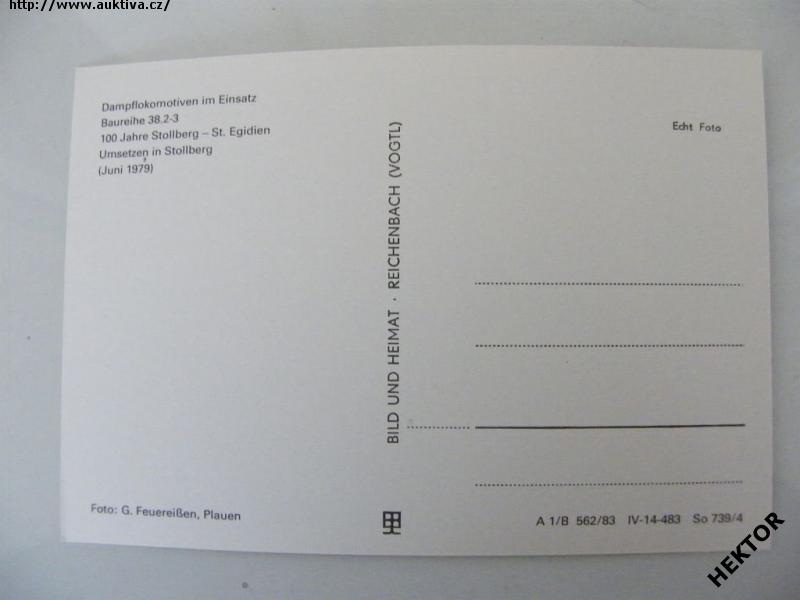 http://www.auktiva.cz/
Dampflokomotiven im Einsatz
Baureihe 38.2-3
100 Jahre Stollberg – St. Egidien
Umsetzen in Stollberg
(Juni 1979)
Echt Foto
BILD UND HEIMAT · REICHENBACH (VOGTL)
Foto: G. Feuereißen, Plauen
A 1/B 562/83 IV-14-483 So 739/4
HEKTOR